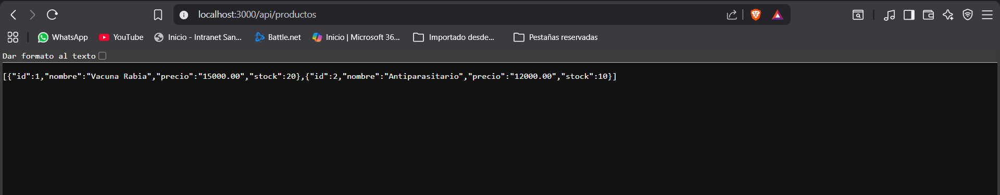 localhost:3000/api/productos
WhatsApp YouTube Inicio - Intranet San... Battle.net Inicio | Microsoft 36... Importado desde... Pestañas reservadas
Dar formato al texto
[{"id":1,"nombre":"Vacuna Rabia","precio":"15000.00","stock":20},{"id":2,"nombre":"Antiparasitario","precio":"12000.00","stock":10}]